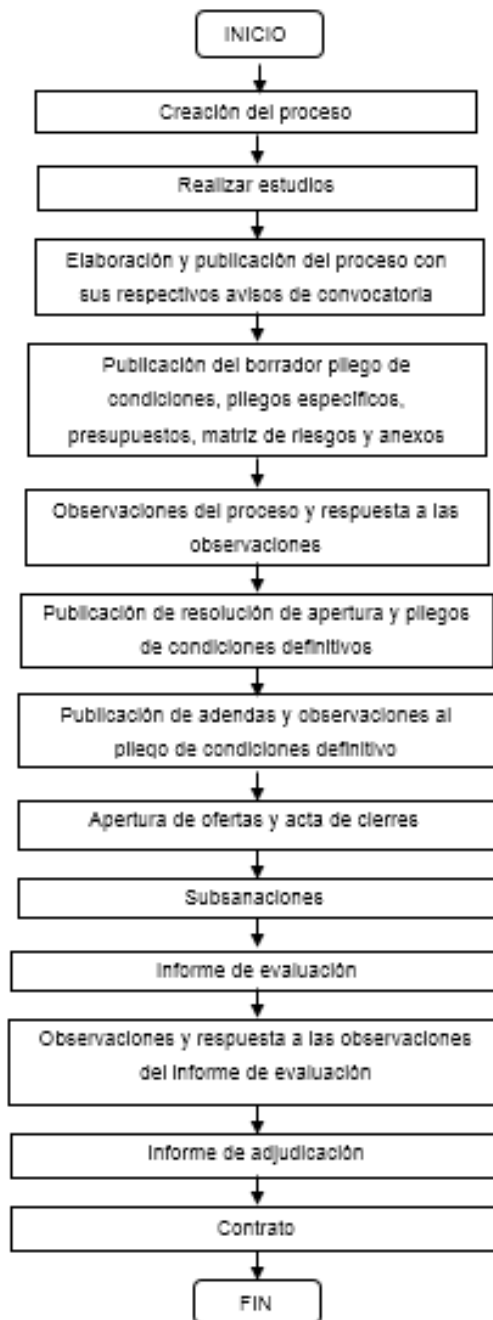 INICIO
Creación del proceso
Realizar estudios
Elaboración y publicación del proceso con
sus respectivos avisos de convocatoria
Publicación del borrador pliego de
condiciones, pliegos específicos,
presupuestos, matriz de riesgos y anexos
Observaciones del proceso y respuesta a las
observaciones
Publicación de resolución de apertura y pliegos
de condiciones definitivos
Publicación de adendas y observaciones al
pliego de condiciones definitivo
Apertura de ofertas y acta de cierres
Subsanaciones
Informe de evaluación
Observaciones y respuesta a las observaciones
del informe de evaluación
Informe de adjudicación
Contrato
FIN